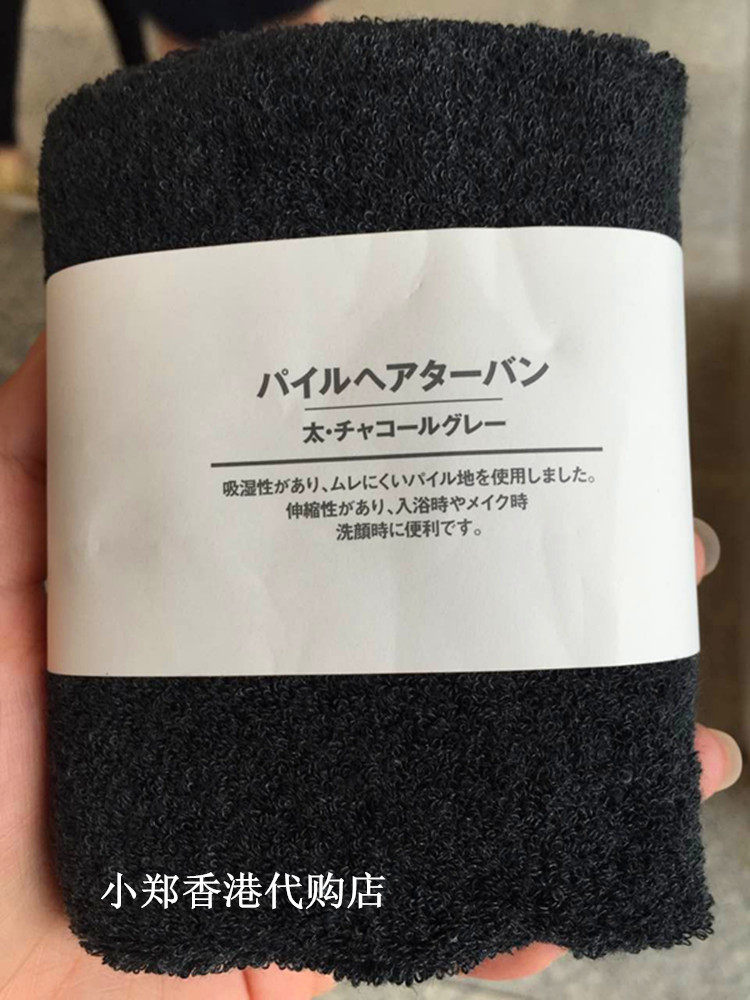 パイルヘアターバン
太・チャコールグレー
吸湿性があり、ムレにくいパイル地を使用しました。
伸縮性があり、入浴時やメイク時
洗顔時に便利です。
小郑香港代购店